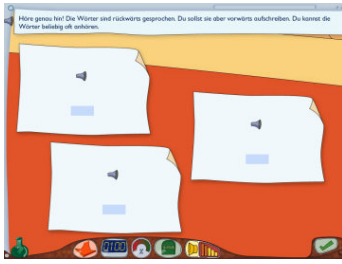 Höre genau hin! Die Wörter sind rückwärts gesprochen. Du sollst sie aber vorwärts aufschreiben. Du kannst die
Wörter beliebig oft anhören.